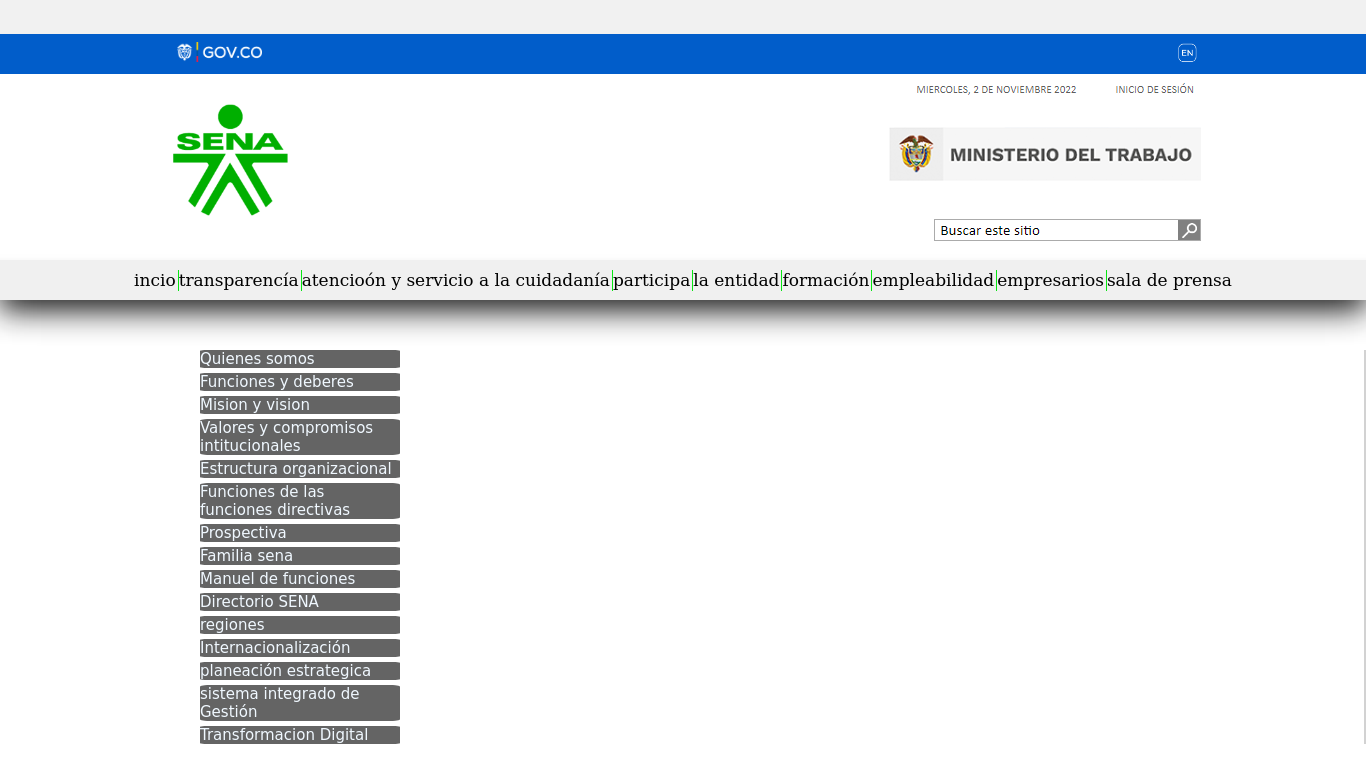 GOV.CO
EN
MIERCOLES, 2 DE NOVIEMBRE 2022 INICIO DE SESIÓN
SENA
MINISTERIO DEL TRABAJO
Buscar este sitio
incio transparencía atencioón y servicio a la cuidadanía participa la entidad formación empleabilidad empresarios sala de prensa
Quienes somos
Funciones y deberes
Mision y vision
Valores y compromisos
intitucionales
Estructura organizacional
Funciones de las
funciones directivas
Prospectiva
Familia sena
Manuel de funciones
Directorio SENA
regiones
Internacionalización
planeación estrategica
sistema integrado de
Gestión
Transformacion Digital